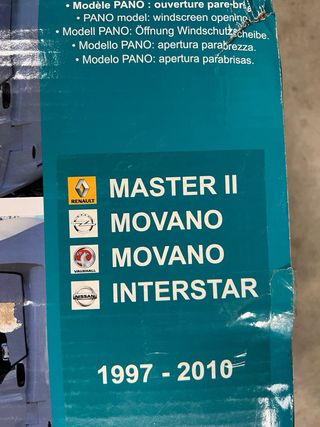 • Modèle PANO : ouverture pare-bris
• PANO model: windscreen opening
• Modell PANO: Öffnung Windschutzscheibe.
• Modello PANO: apertura parabrezza.
• Modelo PANO: apertura parabrisas.
RENAULT MASTER II
MOVANO
VAUXHALL MOVANO
NISSAN INTERSTAR
1997 - 2010